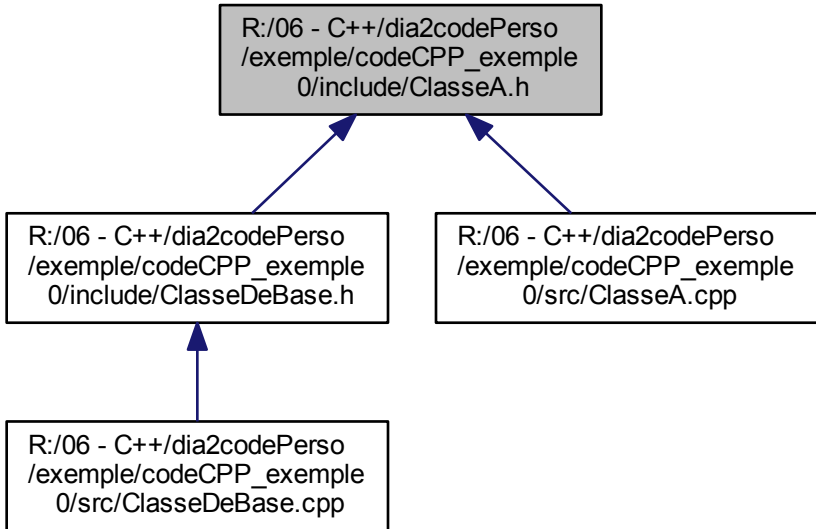 R:/06 - C++/dia2codePerso
/exemple/codeCPP_exemple
0/include/ClasseA.h
R:/06 - C++/dia2codePerso
/exemple/codeCPP_exemple
0/include/ClasseDeBase.h
R:/06 - C++/dia2codePerso
/exemple/codeCPP_exemple
0/src/ClasseA.cpp
R:/06 - C++/dia2codePerso
/exemple/codeCPP_exemple
0/src/ClasseDeBase.cpp